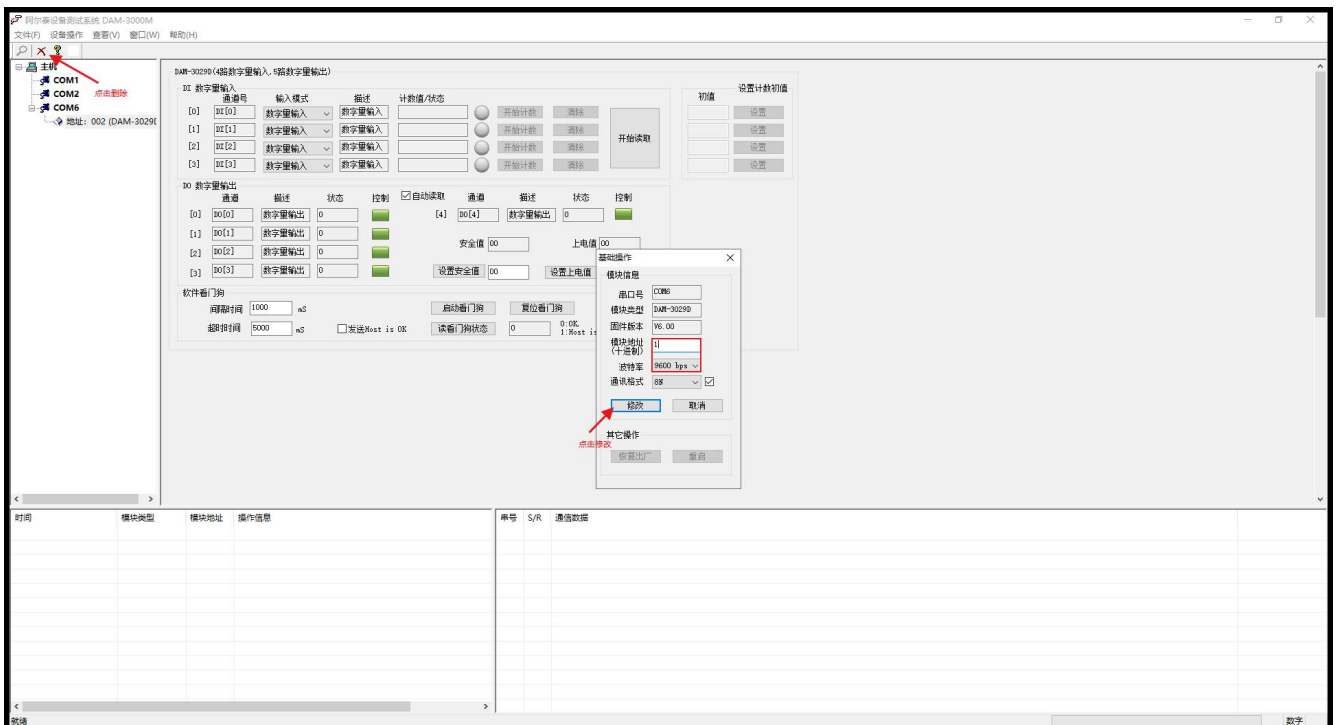 阿尔泰设备测试系统 DAM-3000M
文件(F) 设备操作 查看(V) 窗口(W) 帮助(H)
主机
COM1
COM2
点击删除
COM6
地址: 002 (DAM-3029D
DAM-3029D(4路数字量输入,5路数字量输出)
DI 数字量输入
通道号 输入模式 描述 计数值/状态
[0] DI[0] 数字量输入 数字量输入 开始计数 清除
[1] DI[1] 数字量输入 数字量输入 开始计数 清除
[2] DI[2] 数字量输入 数字量输入 开始计数 清除
[3] DI[3] 数字量输入 数字量输入 开始计数 清除
开始读取
设置计数初值
初值
设置
设置
设置
设置
DO 数字量输出
通道 描述 状态 控制 自动读取 通道 描述 状态 控制
[0] DO[0] 数字量输出 0 [4] DO[4] 数字量输出 0
[1] DO[1] 数字量输出 0
[2] DO[2] 数字量输出 0
[3] DO[3] 数字量输出 0
安全值 00 上电值 00
设置安全值 00 设置上电值
软件看门狗
间隔时间 1000 mS 启动看门狗 复位看门狗
超时时间 5000 mS 发送Host is OK 读看门狗状态 0
0:OK,
1:Host is
基础操作
模块信息
串口号 COM6
模块类型 DAM-3029D
固件版本 V6.00
模块地址 1
(十进制)
波特率 9600 bps
通讯格式 8N
修改 取消
点击修改
其它操作
恢复出厂 重启
时间 模块类型 模块地址 操作信息
串号 S/R 通信数据
就绪
数字